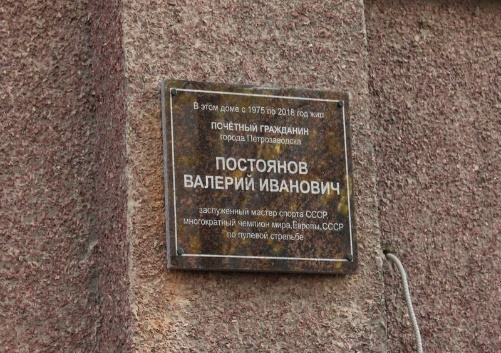 В этом доме с 1975 по 2018 год жил
ПОЧЁТНЫЙ ГРАЖДАНИН
города Петрозаводска
ПОСТОЯНОВ
ВАЛЕРИЙ ИВАНОВИЧ
заслуженный мастер спорта СССР,
многократный чемпион мира,Европы,СССР
по пулевой стрельбе